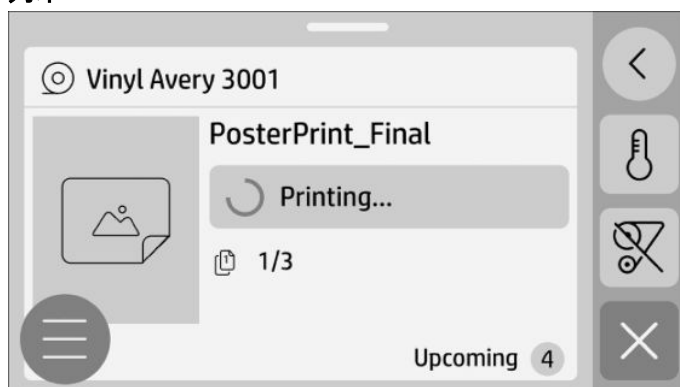 Vinyl Avery 3001
PosterPrint_Final
Printing...
1/3
Upcoming 4